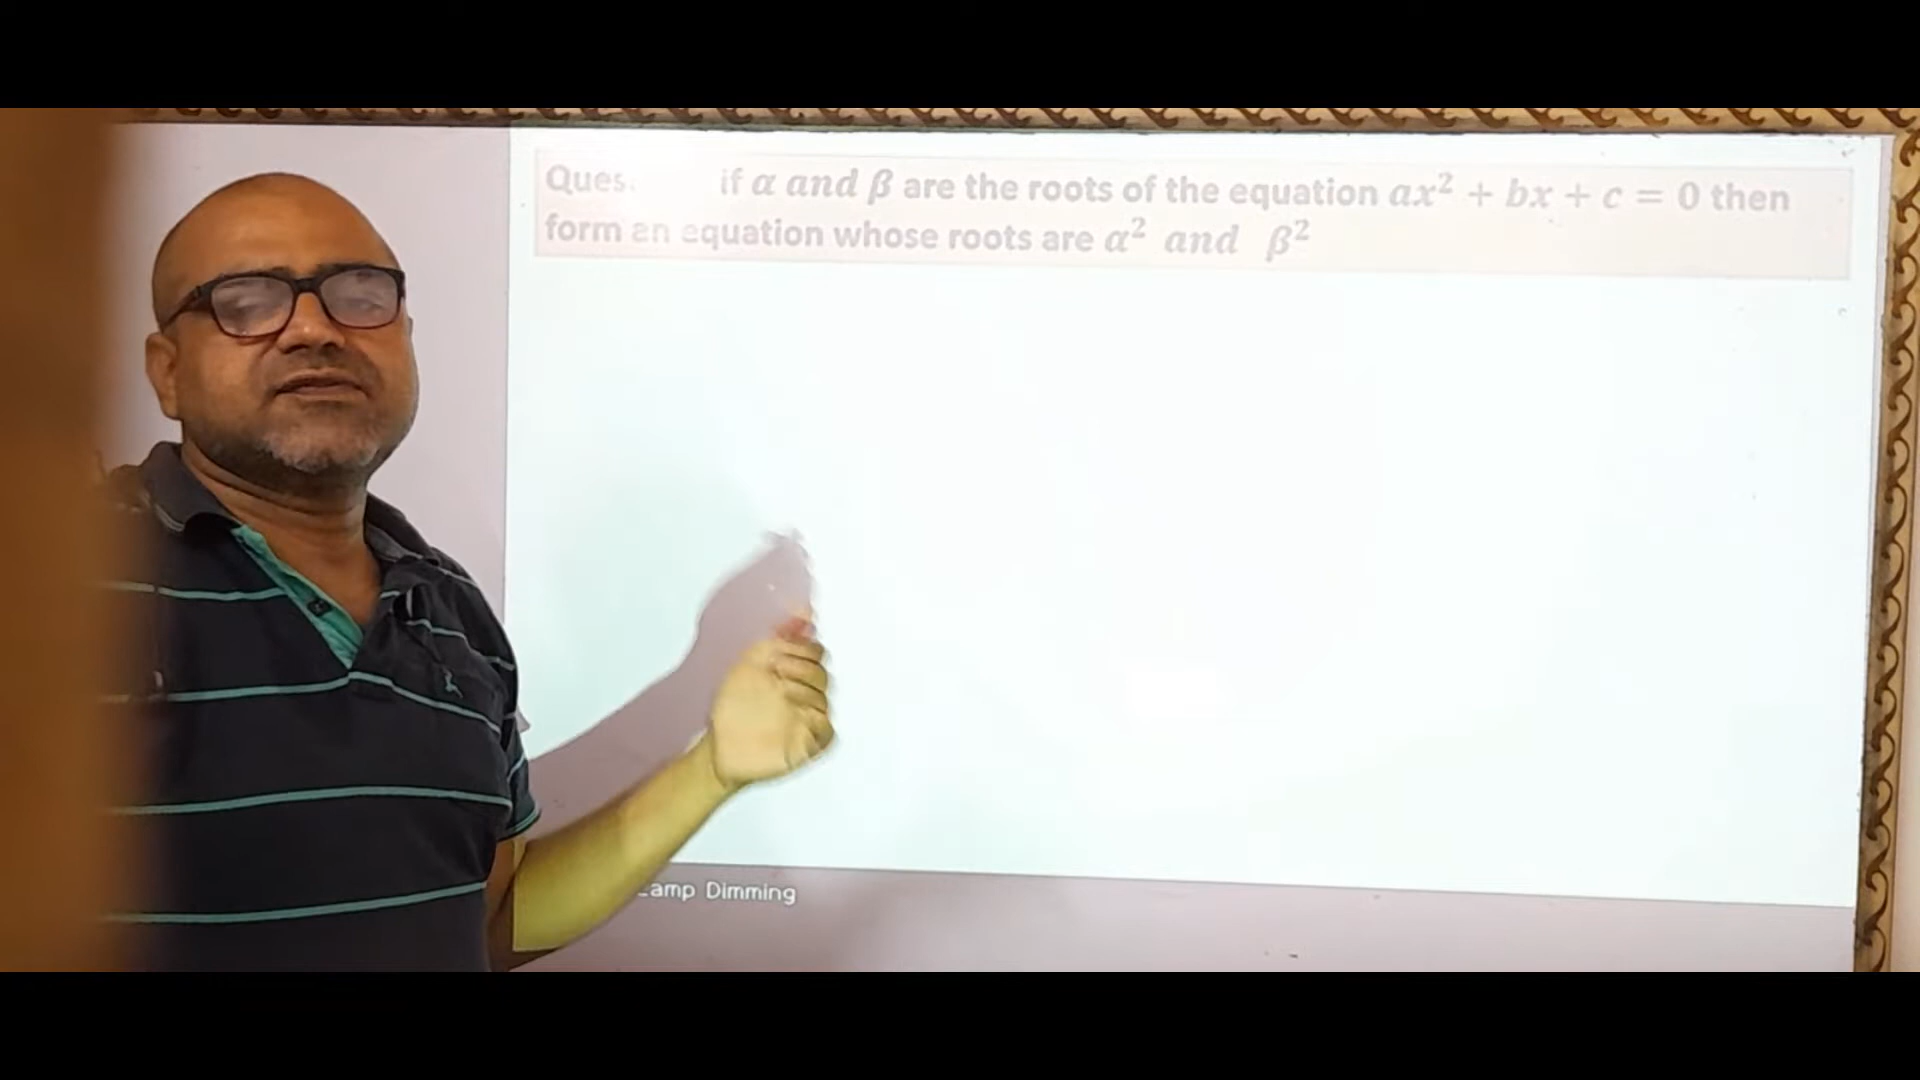 Ques. if α and β are the roots of the equation ax² + bx + c = 0 then
form an equation whose roots are α² and β²
Lamp Dimming